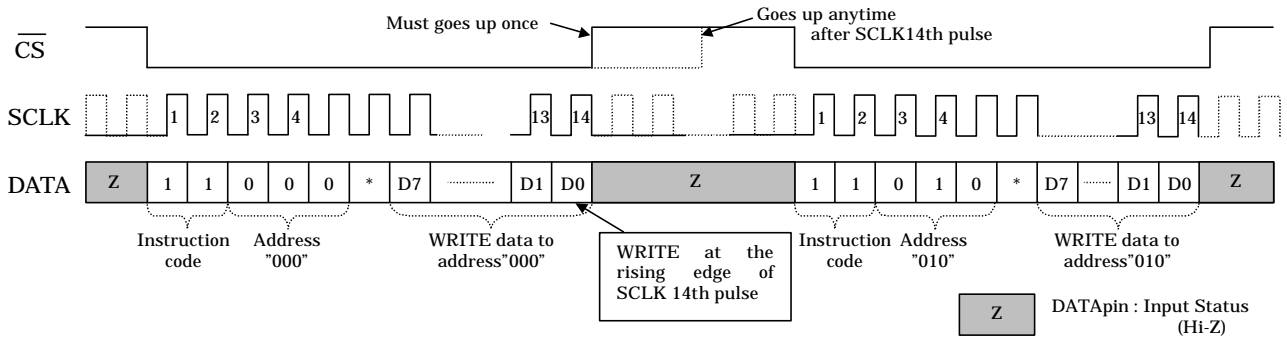 Must goes up once
Goes up anytime
after SCLK14th pulse
CS
SCLK
1 2 3 4 13 14 1 2 3 4 13 14
DATA
Z 1 1 0 0 0 * D7 D1 D0 Z 1 1 0 1 0 * D7 D1 D0 Z
Instruction
code
Address
"000"
WRITE data to
address"000"
WRITE at the
rising edge of
SCLK 14th pulse
Instruction
code
Address
"010"
WRITE data to
address"010"
Z
DATApin : Input Status
(Hi-Z)